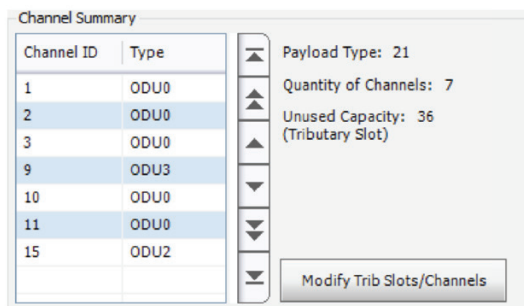 Channel Summary
Channel ID Type
1 ODU0
2 ODU0
3 ODU0
9 ODU3
10 ODU0
11 ODU0
15 ODU2
Payload Type: 21
Quantity of Channels: 7
Unused Capacity: 36
(Tributary Slot)
Modify Trib Slots/Channels